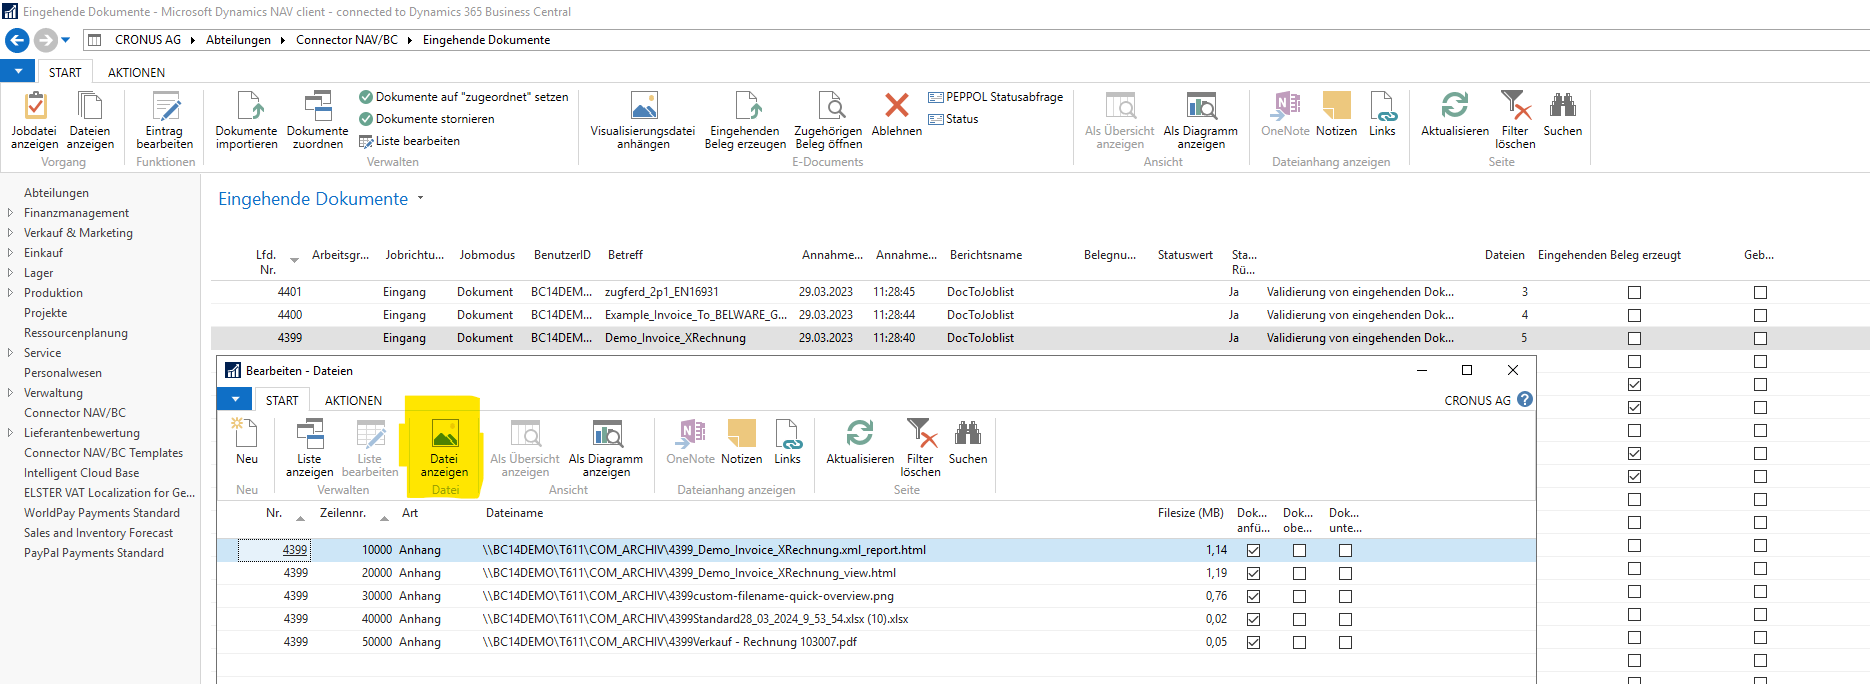 Eingehende Dokumente - Microsoft Dynamics NAV client - connected to Dynamics 365 Business Central
CRONUS AG ▸ Abteilungen ▸ Connector NAV/BC ▸ Eingehende Dokumente
START AKTIONEN
Jobdatei anzeigen
Dateien anzeigen
Vorgang
Eintrag bearbeiten
Funktionen
Dokumente importieren
Dokumente zuordnen
Dokumente auf "zugeordnet" setzen
Dokumente stornieren
Liste bearbeiten
Verwalten
Visualisierungsdatei anhängen
Eingehenden Beleg erzeugen
Zugehörigen Beleg öffnen
Ablehnen
PEPPOL Statusabfrage
Status
E-Documents
Als Übersicht anzeigen
Als Diagramm anzeigen
Ansicht
OneNote
Notizen
Links
Dateianhang anzeigen
Aktualisieren
Filter löschen
Suchen
Seite
Abteilungen
Finanzmanagement
Verkauf & Marketing
Einkauf
Lager
Produktion
Projekte
Ressourcenplanung
Service
Personalwesen
Verwaltung
Connector NAV/BC
Lieferantenbewertung
Connector NAV/BC Templates
Intelligent Cloud Base
ELSTER VAT Localization for Ge...
WorldPay Payments Standard
Sales and Inventory Forecast
PayPal Payments Standard
Eingehende Dokumente
Lfd. Nr. Arbeitsgr... Jobrichtu... Jobmodus BenutzerID Betreff Annahme... Annahme... Berichtsname Belegnu... Statuswert Sta... Rü... Dateien Eingehenden Beleg erzeugt Geb...
4401 Eingang Dokument BC14DEM... zugferd_2p1_EN16931 29.03.2023 11:28:45 DocToJoblist Ja Validierung von eingehenden Dok... 3
4400 Eingang Dokument BC14DEM... Example_Invoice_To_BELWARE_G... 29.03.2023 11:28:44 DocToJoblist Ja Validierung von eingehenden Dok... 4
4399 Eingang Dokument BC14DEM... Demo_Invoice_XRechnung 29.03.2023 11:28:40 DocToJoblist Ja Validierung von eingehenden Dok... 5
Bearbeiten - Dateien
START AKTIONEN CRONUS AG
Neu
Neu
Liste anzeigen
Liste bearbeiten
Verwalten
Datei anzeigen
Datei
Als Übersicht anzeigen
Als Diagramm anzeigen
Ansicht
OneNote
Notizen
Links
Dateianhang anzeigen
Aktualisieren
Filter löschen
Suchen
Seite
Nr. Zeilennr. Art Dateiname Filesize (MB) Dok... anfü... Dok... obe... Dok... unte...
4399 10000 Anhang \\BC14DEMO\T611\COM_ARCHIV\4399_Demo_Invoice_XRechnung.xml_report.html 1,14
4399 20000 Anhang \\BC14DEMO\T611\COM_ARCHIV\4399_Demo_Invoice_XRechnung_view.html 1,19
4399 30000 Anhang \\BC14DEMO\T611\COM_ARCHIV\4399custom-filename-quick-overview.png 0,76
4399 40000 Anhang \\BC14DEMO\T611\COM_ARCHIV\4399Standard28_03_2024_9_53_54.xlsx (10).xlsx 0,02
4399 50000 Anhang \\BC14DEMO\T611\COM_ARCHIV\4399Verkauf - Rechnung 103007.pdf 0,05